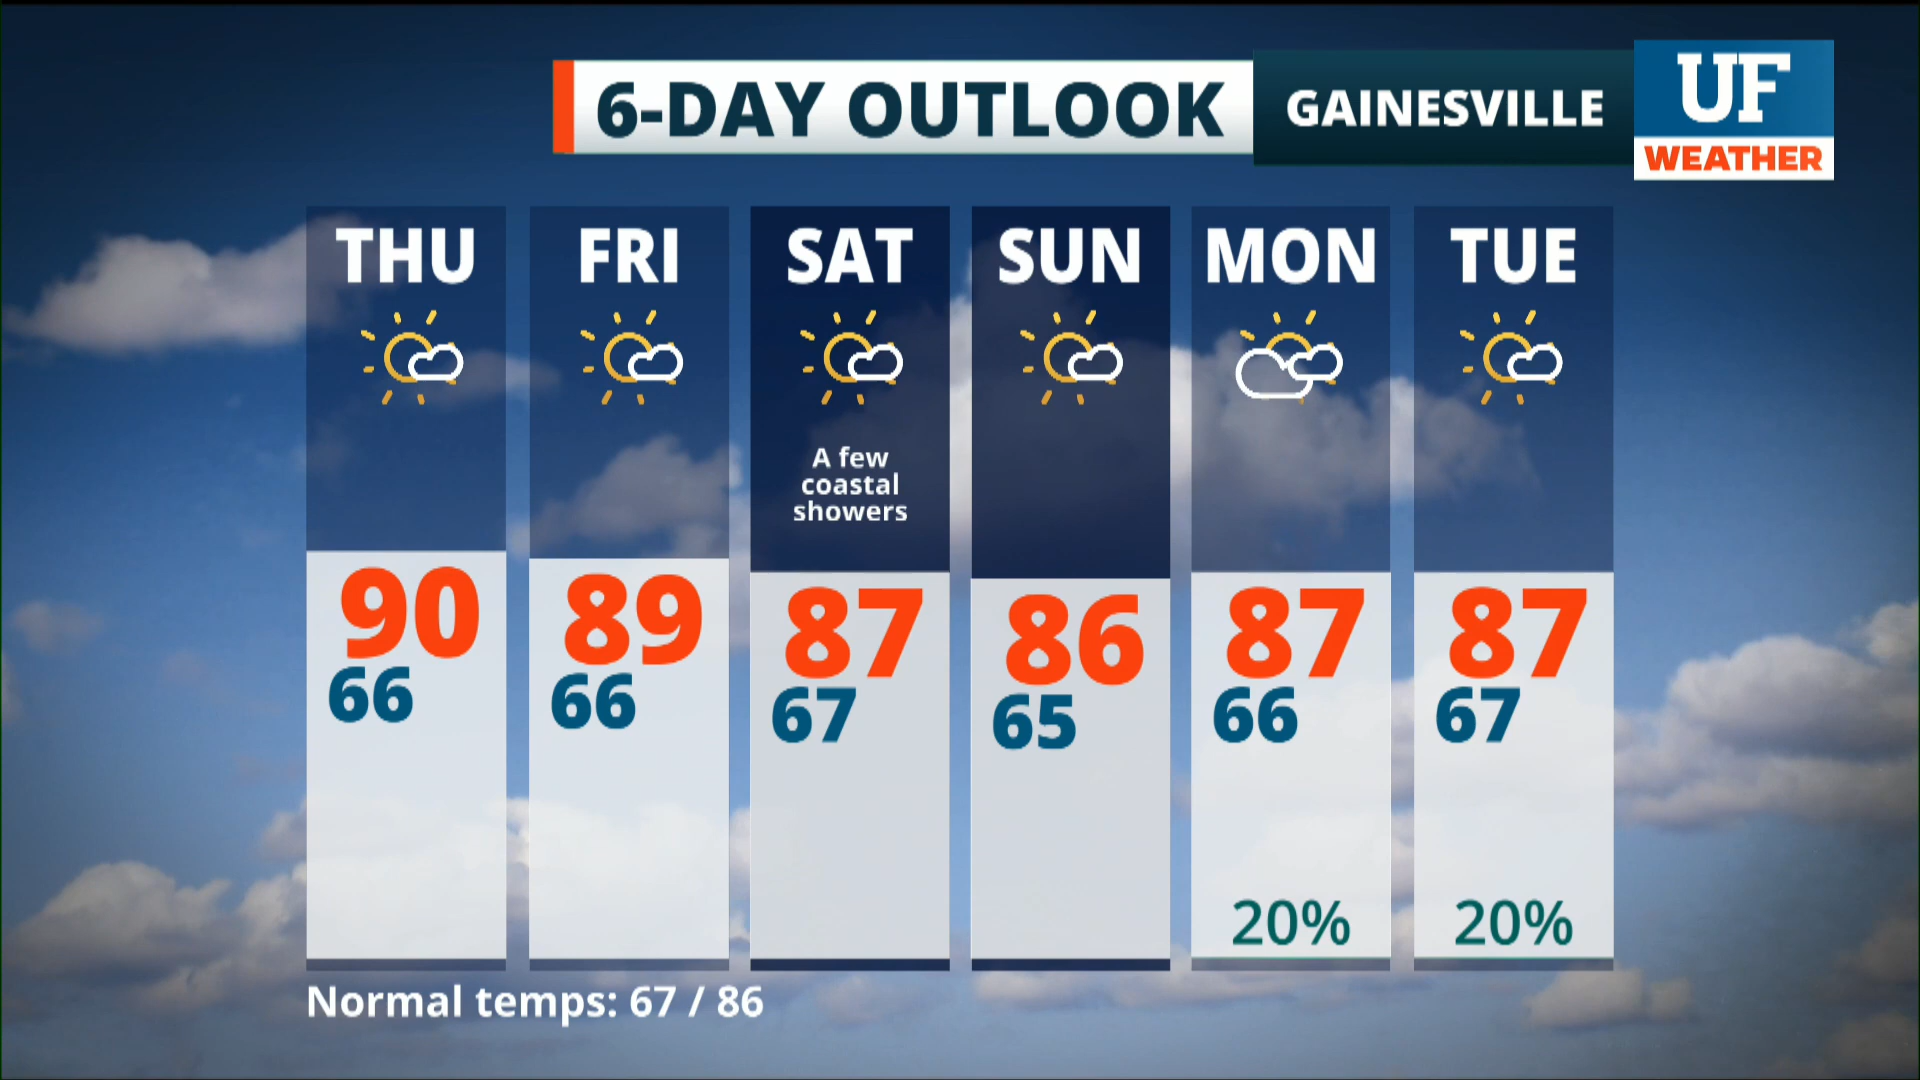 6-DAY OUTLOOK
GAINESVILLE
UF
WEATHER
THU
FRI
SAT
SUN
MON
TUE
A few
coastal
showers
90
66
89
66
87
67
86
65
87
66
87
67
20%
20%
Normal temps: 67 / 86